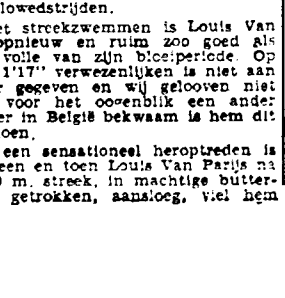 lowedstrijden.
et streekzwemmen is Louis Van
opnieuw en ruim zoo goed als
volle van zijn bloeiperiode. Op
1'17" verwezenlijken is niet aan
r gegeven en wij gelooven niet
voor het oogenblik een ander
er in België bekwaam is hem dit
oen.
een sensationeel heroptreden is
een en toen Louis Van Parijs na
0 m. streek, in machtige butter-
getrokken, aansloeg, viel hem